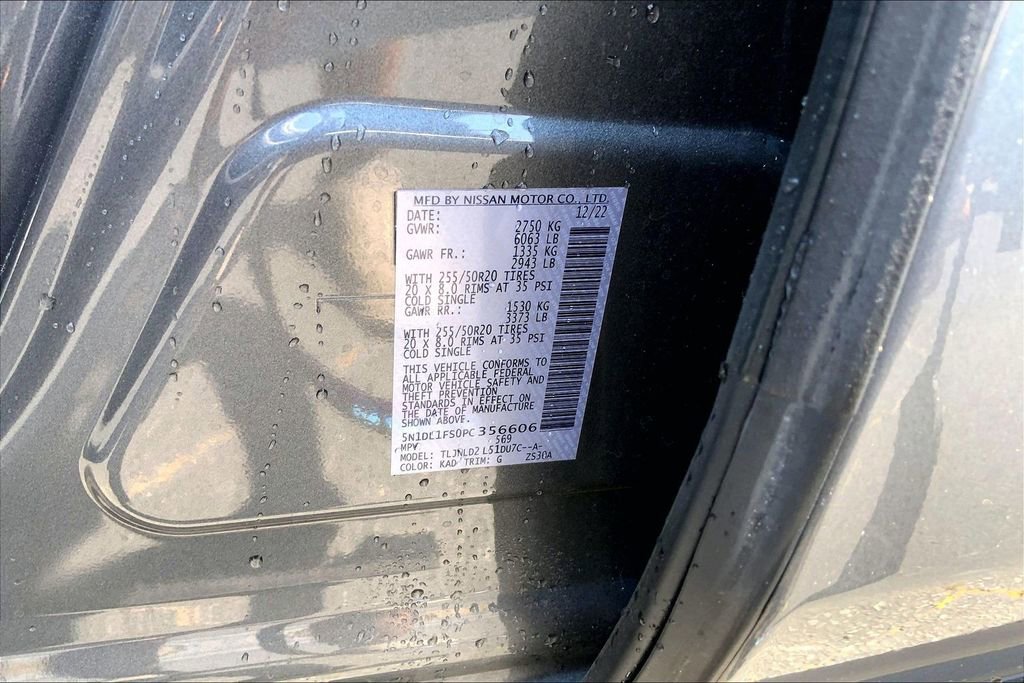 MFD BY NISSAN MOTOR CO., LTD.
DATE: 12/22
GVWR: 2750 KG
6063 LB
GAWR FR.: 1335 KG
2943 LB
WITH 255/50R20 TIRES
20 X 8.0 RIMS AT 35 PSI
COLD SINGLE
GAWR RR.: 1530 KG
3373 LB
WITH 255/50R20 TIRES
20 X 8.0 RIMS AT 35 PSI
COLD SINGLE
THIS VEHICLE CONFORMS TO
ALL APPLICABLE FEDERAL
MOTOR VEHICLE SAFETY AND
THEFT PREVENTION
STANDARDS IN EFFECT ON
THE DATE OF MANUFACTURE
SHOWN ABOVE.
5N1DL1FS0PC356606
MPV 569
MODEL: TLJNLD2 L51DU7C--A-
COLOR: KAD TRIM: G ZS30A